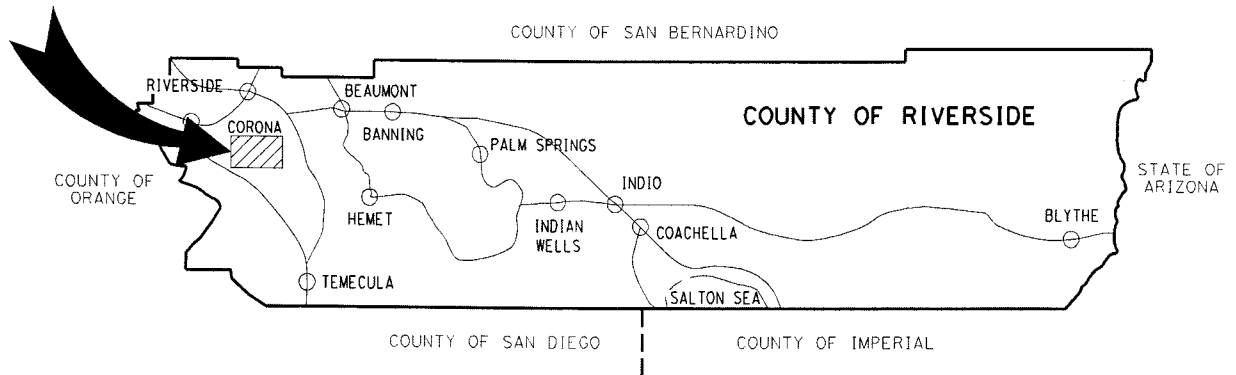 COUNTY OF SAN BERNARDINO
RIVERSIDE
BEAUMONT
COUNTY OF RIVERSIDE
CORONA
BANNING
PALM SPRINGS
STATE OF
ARIZONA
COUNTY OF
ORANGE
INDIO
HEMET
INDIAN
WELLS
COACHELLA
BLYTHE
TEMECULA
SALTON SEA
COUNTY OF SAN DIEGO
COUNTY OF IMPERIAL